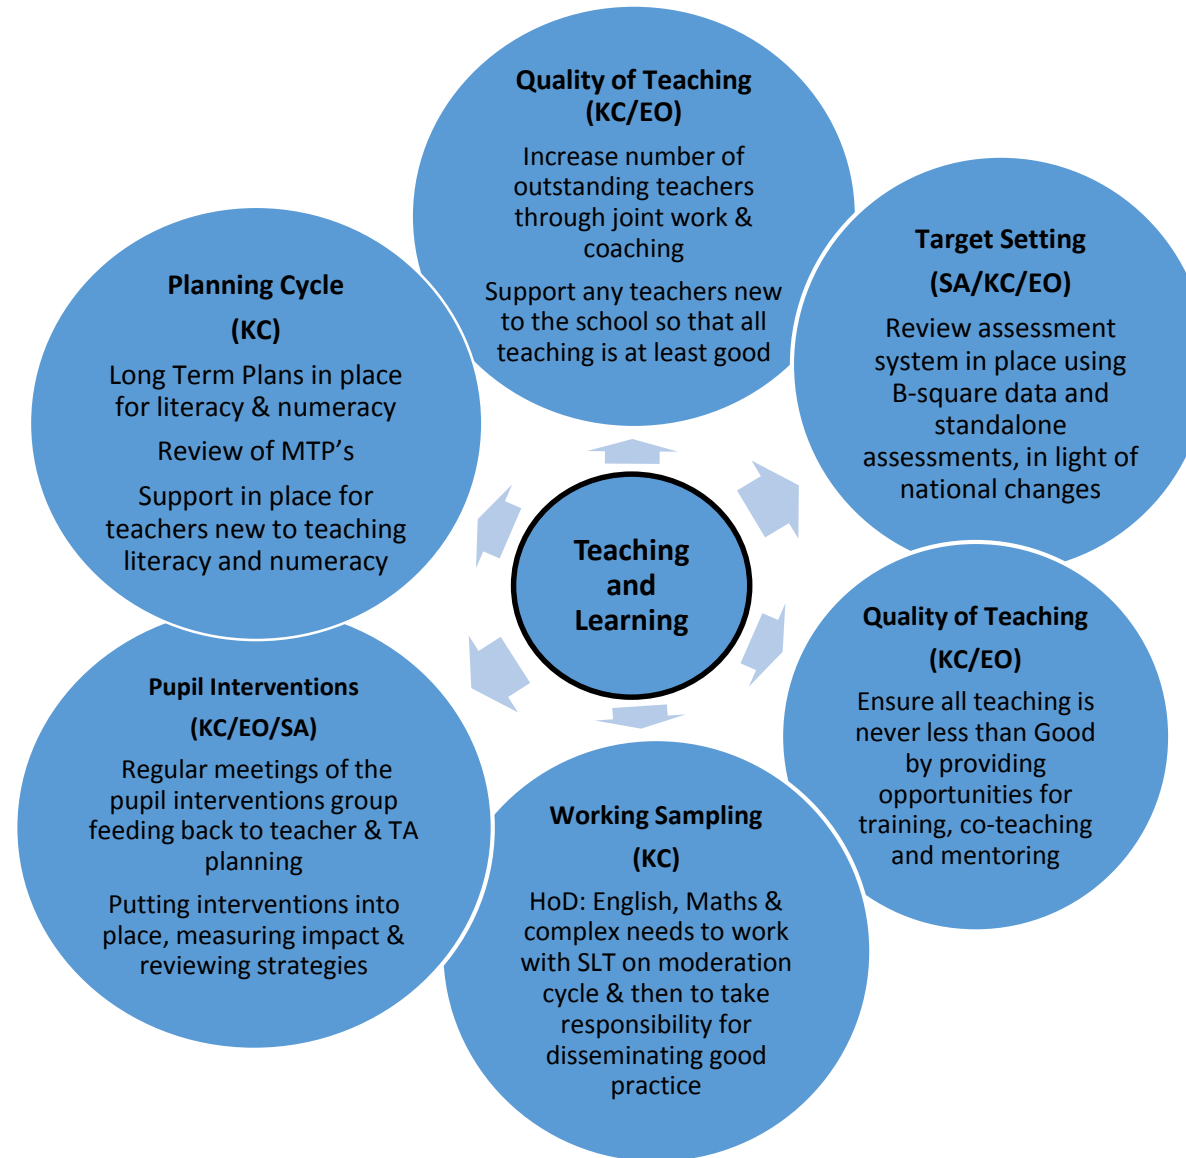 Quality of Teaching
(KC/EO)
Increase number of
outstanding teachers
through joint work &
coaching
Support any teachers new
to the school so that all
teaching is at least good
Target Setting
(SA/KC/EO)
Review assessment
system in place using
B-square data and
standalone
assessments, in light of
national changes
Quality of Teaching
(KC/EO)
Ensure all teaching is
never less than Good
by providing
opportunities for
training, co-teaching
and mentoring
Working Sampling
(KC)
HoD: English, Maths &
complex needs to work
with SLT on moderation
cycle & then to take
responsibility for
disseminating good
practice
Pupil Interventions
(KC/EO/SA)
Regular meetings of the
pupil interventions group
feeding back to teacher & TA
planning
Putting interventions into
place, measuring impact &
reviewing strategies
Planning Cycle
(KC)
Long Term Plans in place
for literacy & numeracy
Review of MTP's
Support in place for
teachers new to teaching
literacy and numeracy
Teaching
and
Learning